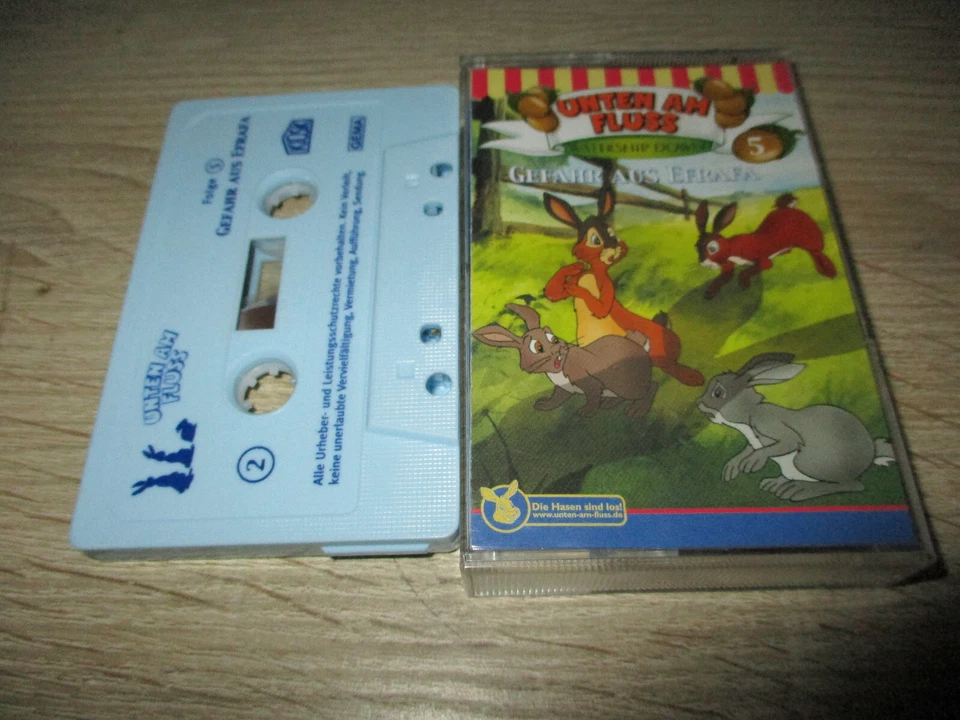 Folge 5
GEFAHR AUS EFRAFA
GEMA
UNTEN AM
FLUSS
2
Alle Urheber- und Leistungsschutzrechte vorbehalten. Kein Verleih,
keine unerlaubte Vervielfältigung, Vermietung, Aufführung, Sendung
UNTEN AM
FLUSS
WATERSHIP DOWN
5
GEFAHR AUS EFRAFA
Die Hasen sind los!
www.unten-am-fluss.de